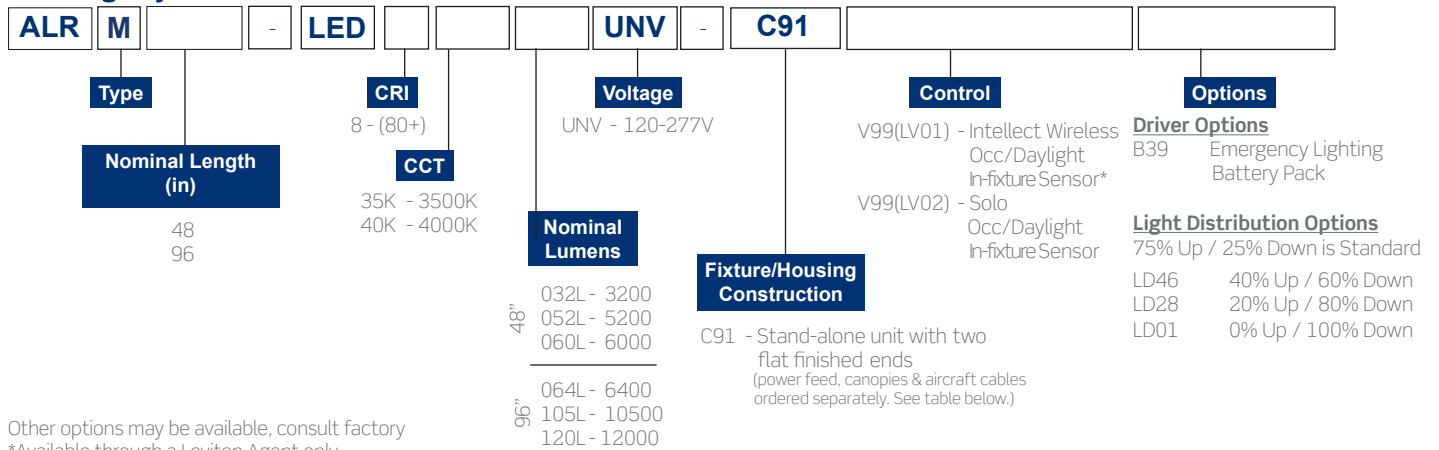 ALR M - LED UNV - C91
Type
CRI
Voltage
Control
Options
8 - (80+)
UNV - 120-277V
Nominal Length
(in)
48
96
CCT
35K - 3500K
40K - 4000K
Nominal
Lumens
48"
032L - 3200
052L - 5200
060L - 6000
96"
064L - 6400
105L - 10500
120L - 12000
Fixture/Housing
Construction
C91 - Stand-alone unit with two
flat finished ends
(power feed, canopies & aircraft cables
ordered separately. See table below.)
V99(LV01) - Intellect Wireless
Occ/Daylight
In-fixture Sensor*
V99(LV02) - Solo
Occ/Daylight
In-fixture Sensor
Driver Options
B39 Emergency Lighting
Battery Pack
Light Distribution Options
75% Up / 25% Down is Standard
LD46 40% Up / 60% Down
LD28 20% Up / 80% Down
LD01 0% Up / 100% Down
Other options may be available, consult factory
*Available through a Leviton Agent only